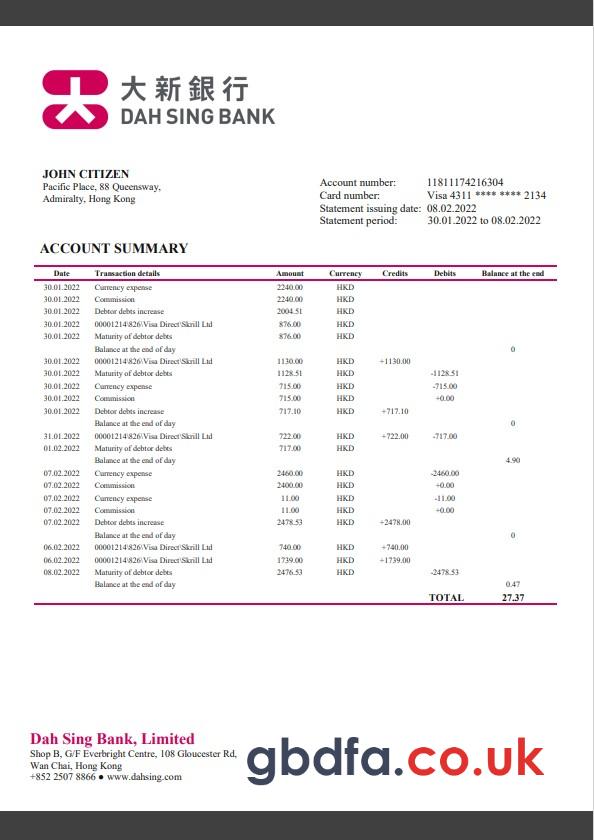 大新銀行
DAH SING BANK
JOHN CITIZEN
Pacific Place, 88 Queensway,
Admiralty, Hong Kong
Account number: 11811174216304
Card number: Visa 4311 **** **** 2134
Statement issuing date: 08.02.2022
Statement period: 30.01.2022 to 08.02.2022
ACCOUNT SUMMARY
Date Transaction details Amount Currency Credits Debits Balance at the end
30.01.2022 Currency expense 2240.00 HKD
30.01.2022 Commission 2240.00 HKD
30.01.2022 Debtor debts increase 2004.51 HKD
30.01.2022 00001214\826\Visa Direct\Skrill Ltd 876.00 HKD
30.01.2022 Maturity of debtor debts 876.00 HKD
Balance at the end of day 0
30.01.2022 00001214\826\Visa Direct\Skrill Ltd 1130.00 HKD +1130.00
30.01.2022 Maturity of debtor debts 1128.51 HKD -1128.51
30.01.2022 Currency expense 715.00 HKD -715.00
30.01.2022 Commission 715.00 HKD +0.00
30.01.2022 Debtor debts increase 717.10 HKD +717.10
Balance at the end of day 0
31.01.2022 00001214\826\Visa Direct\Skrill Ltd 722.00 HKD +722.00 -717.00
01.02.2022 Maturity of debtor debts 717.00 HKD
Balance at the end of day 4.90
07.02.2022 Currency expense 2460.00 HKD -2460.00
07.02.2022 Commission 2400.00 HKD +0.00
07.02.2022 Currency expense 11.00 HKD -11.00
07.02.2022 Commission 11.00 HKD +0.00
07.02.2022 Debtor debts increase 2478.53 HKD +2478.00
Balance at the end of day 0
06.02.2022 00001214\826\Visa Direct\Skrill Ltd 740.00 HKD +740.00
06.02.2022 00001214\826\Visa Direct\Skrill Ltd 1739.00 HKD +1739.00
08.02.2022 Maturity of debtor debts 2476.53 HKD -2478.53
Balance at the end of day 0.47
TOTAL 27.37
Dah Sing Bank, Limited
Shop B, G/F Everbright Centre, 108 Gloucester Rd,
Wan Chai, Hong Kong
+852 2507 8866 ● www.dahsing.com
gbdfa.co.uk